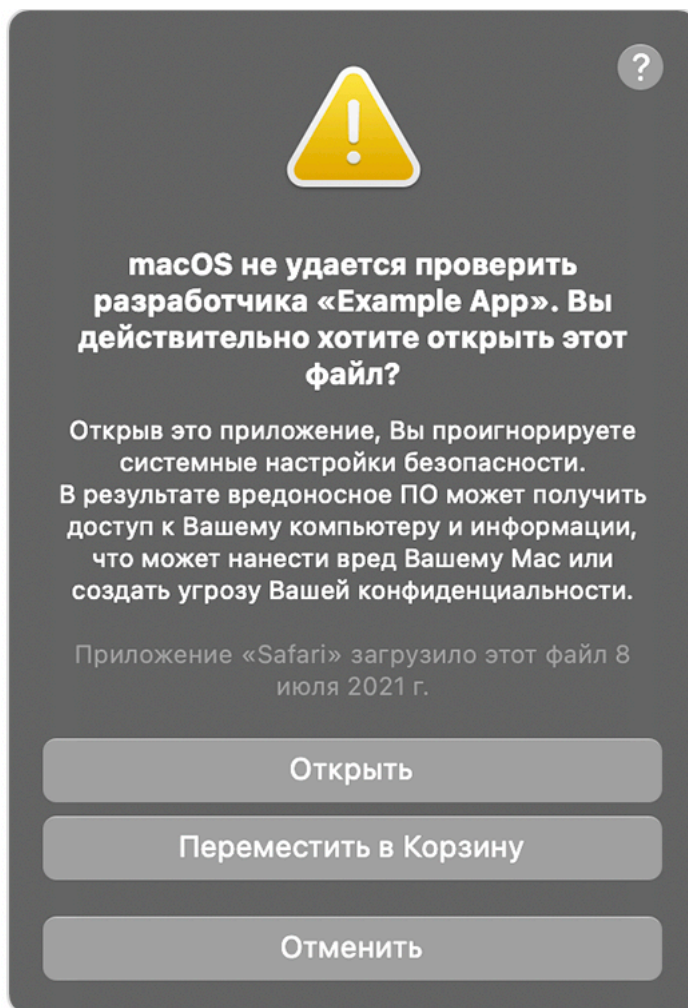 ?
macOS не удается проверить
разработчика «Example App». Вы
действительно хотите открыть этот
файл?
Открыв это приложение, Вы проигнорируете
системные настройки безопасности.
В результате вредоносное ПО может получить
доступ к Вашему компьютеру и информации,
что может нанести вред Вашему Mac или
создать угрозу Вашей конфиденциальности.
Приложение «Safari» загрузило этот файл 8
июля 2021 г.
Открыть
Переместить в Корзину
Отменить